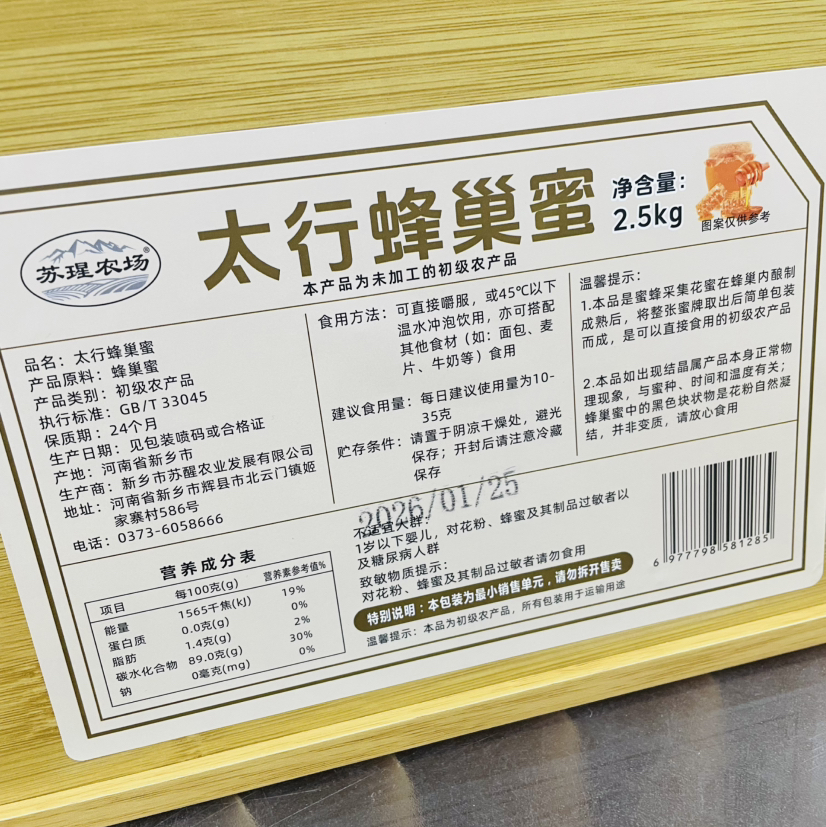 苏瑆农场®
太行蜂巢蜜
本产品为未加工的初级农产品
净含量:
2.5kg
图案仅供参考
品名：太行蜂巢蜜
产品原料：蜂巢蜜
产品类别：初级农产品
执行标准：GB/T 33045
保质期：24个月
生产日期：见包装喷码或合格证
产地：河南省新乡市
生产商：新乡市苏醒农业发展有限公司
地址：河南省新乡市辉县市北云门镇姬
家寨村586号
电话：0373-6058666
营养成分表
项目 每100克(g) 营养素参考值%
能量 1565千焦(kJ) 19%
蛋白质 0.0克(g) 0%
脂肪 1.4克(g) 2%
碳水化合物 89.0克(g) 30%
钠 0毫克(mg) 0%
食用方法：可直接嚼服，或45℃以下
温水冲泡饮用，亦可搭配
其他食材（如：面包、麦
片、牛奶等）食用
建议食用量：每日建议使用量为10-
35克
贮存条件：请置于阴凉干燥处，避光
保存；开封后请注意冷藏
保存
温馨提示：
1.本品是蜜蜂采集花蜜在蜂巢内酿制
成熟后，将整张蜜牌取出后简单包装
而成，是可以直接食用的初级农产品
2.本品如出现结晶属产品本身正常物
理现象，与蜜种、时间和温度有关；
蜂巢蜜中的黑色块状物是花粉自然凝
结，并非变质，请放心食用
2026/01/25
不适宜人群：
1岁以下婴儿，对花粉、蜂蜜及其制品过敏者以
及糖尿病人群
致敏物质提示：
对花粉、蜂蜜及其制品过敏者请勿食用
特别说明：本包装为最小销售单元，请勿拆开售卖
温馨提示：本品为初级农产品，所有包装用于运输用途
6 977798 581285